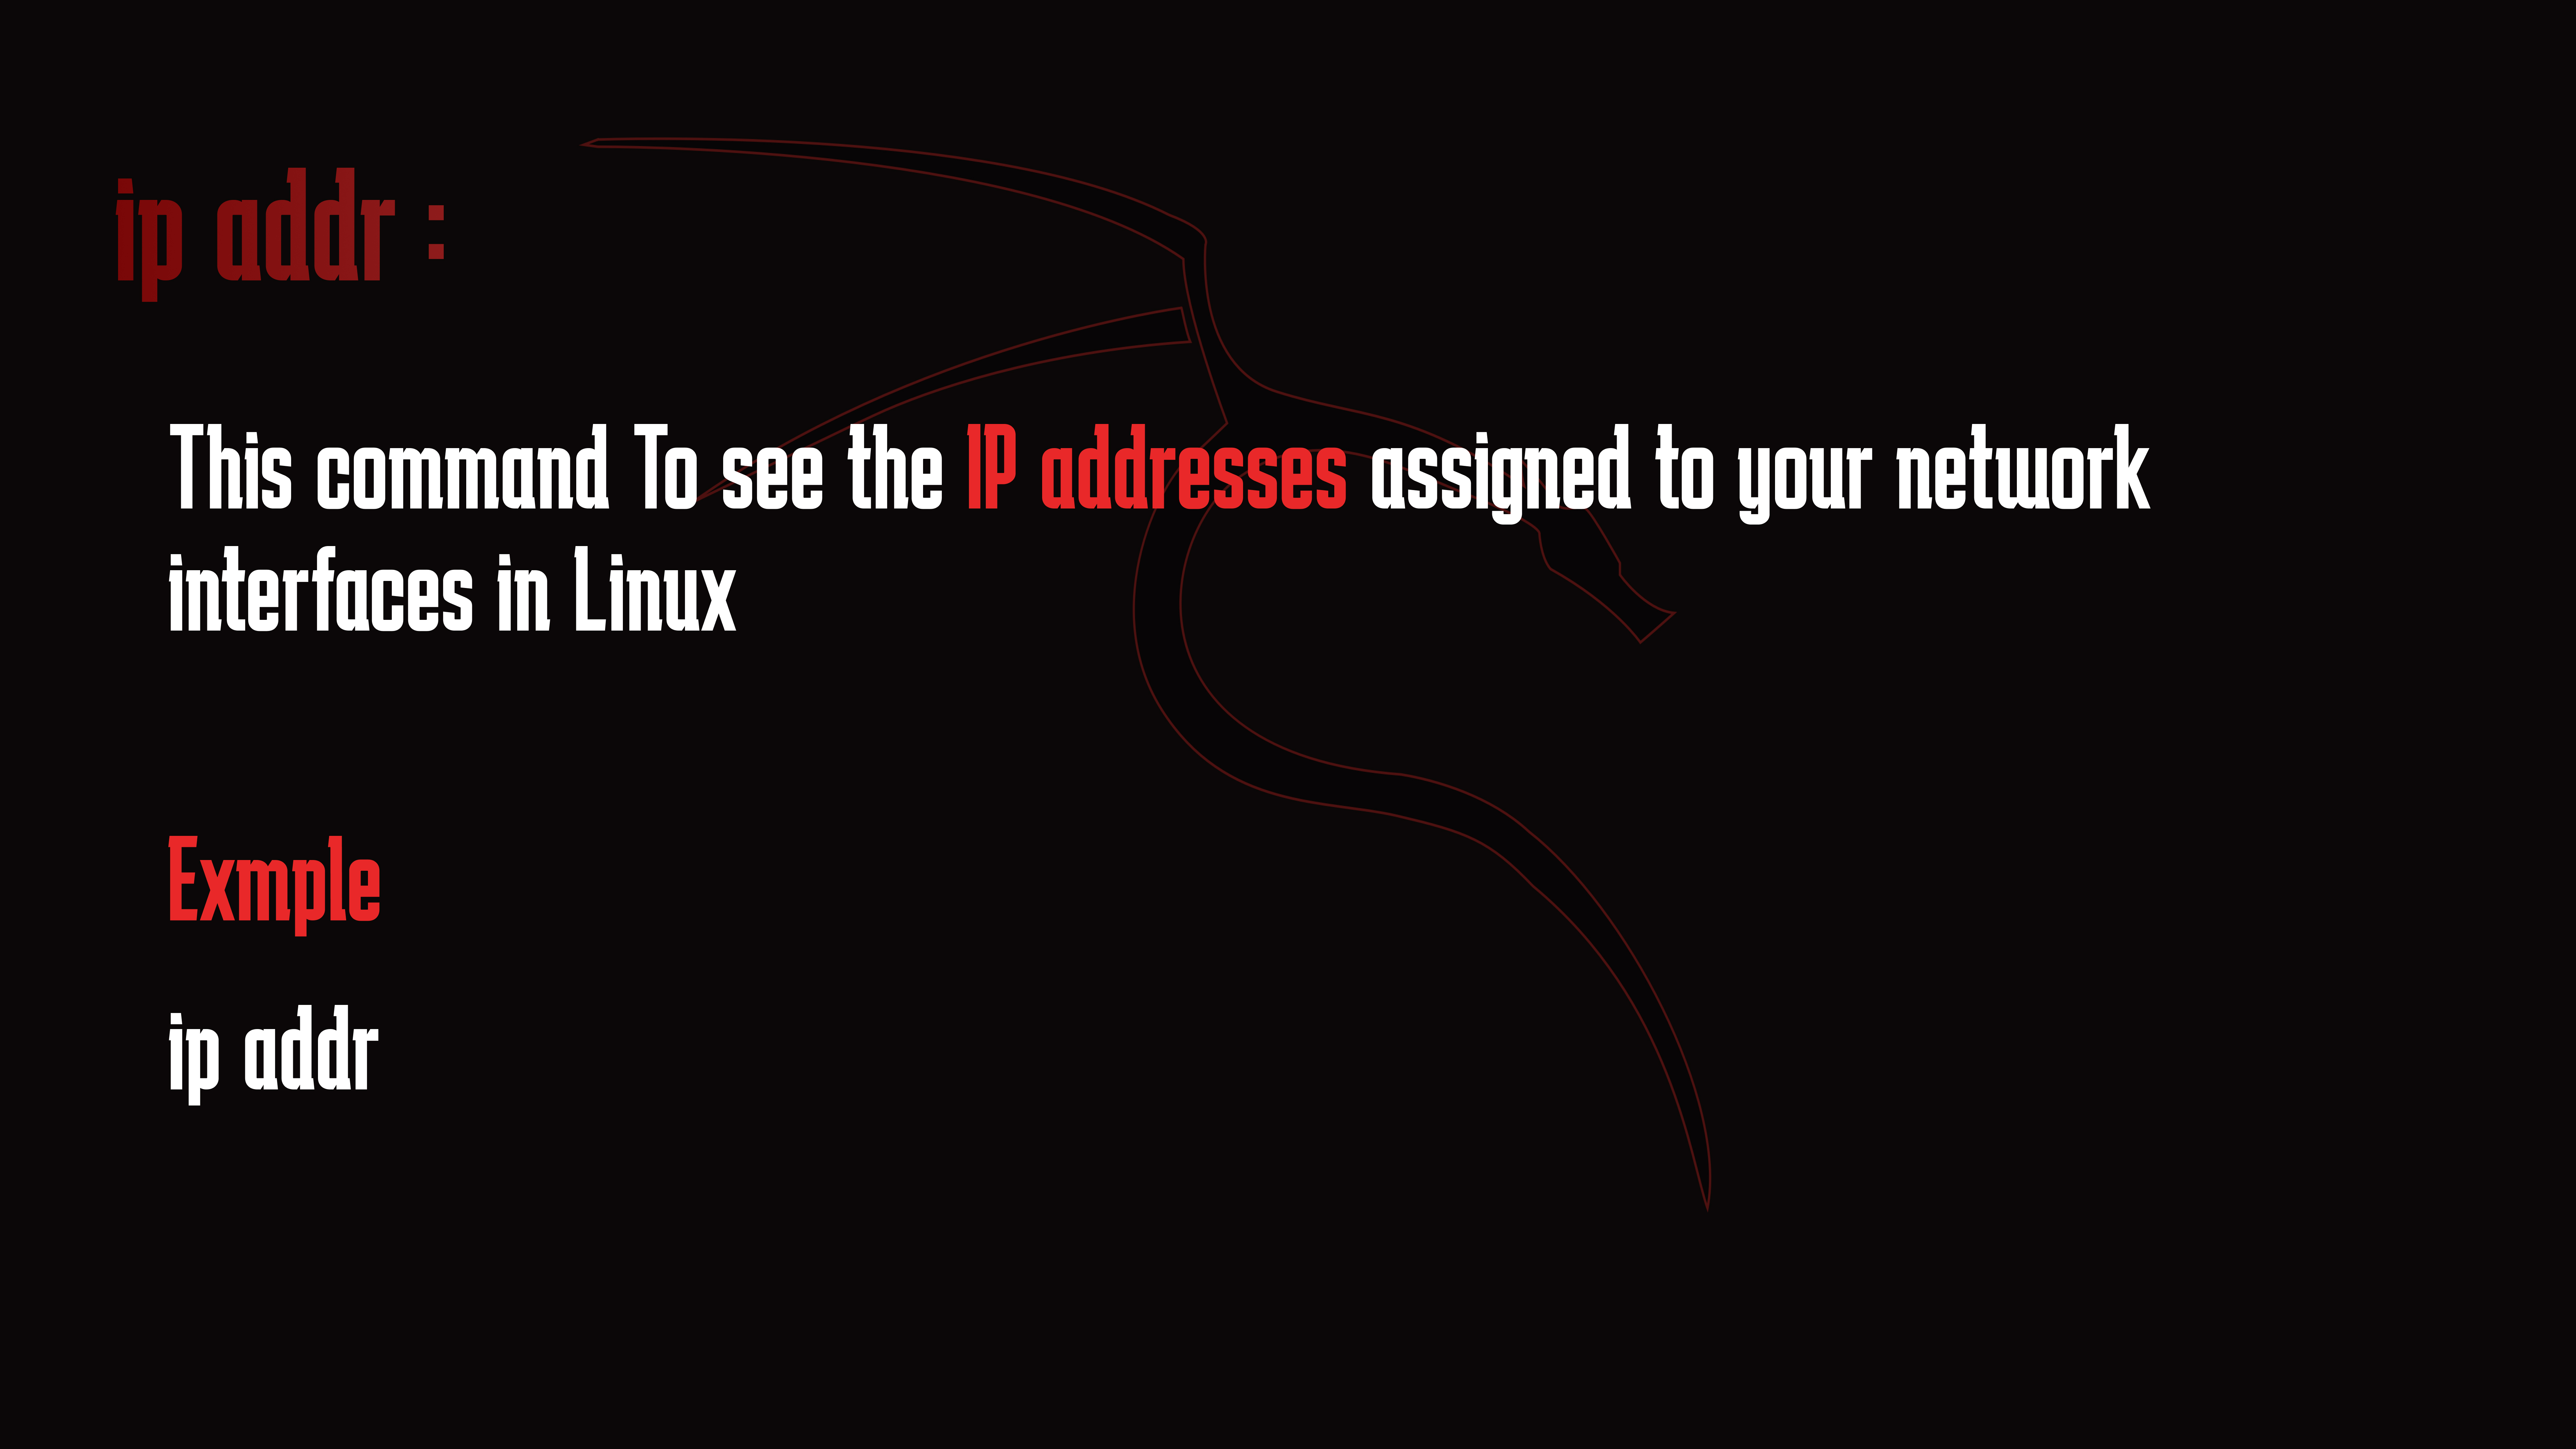 ip addr :
This command To see the IP addresses assigned to your network
interfaces in Linux
Exmple
ip addr